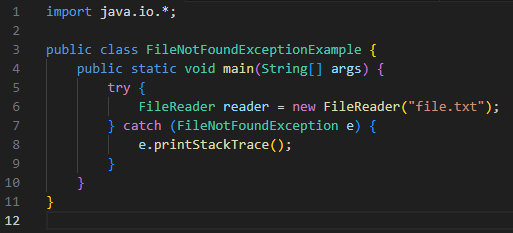 1 import java.io.*;
2
3 public class FileNotFoundExceptionExample {
4     public static void main(String[] args) {
5         try {
6             FileReader reader = new FileReader("file.txt");
7         } catch (FileNotFoundException e) {
8             e.printStackTrace();
9         }
10     }
11 }
12